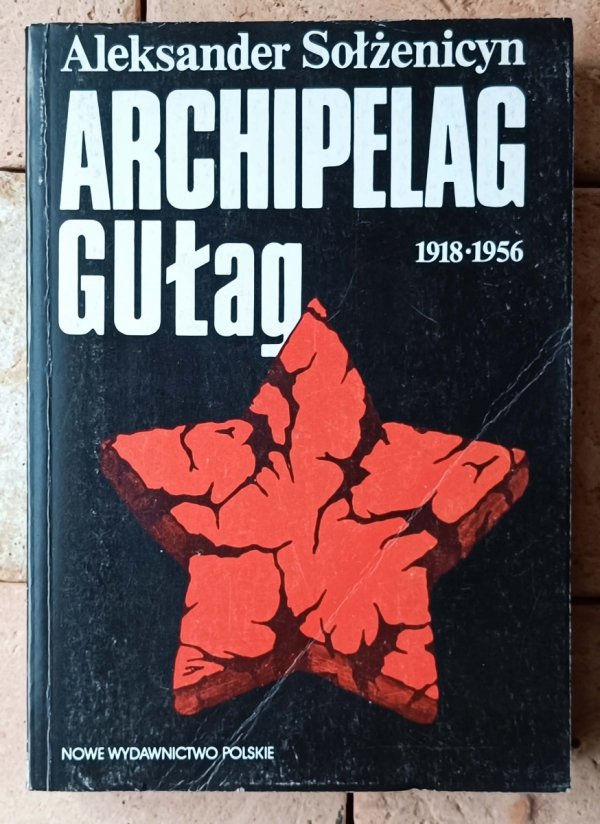 Aleksander Sołżenicyn
ARCHIPELAG
GUŁag
1918·1956
NOWE WYDAWNICTWO POLSKIE